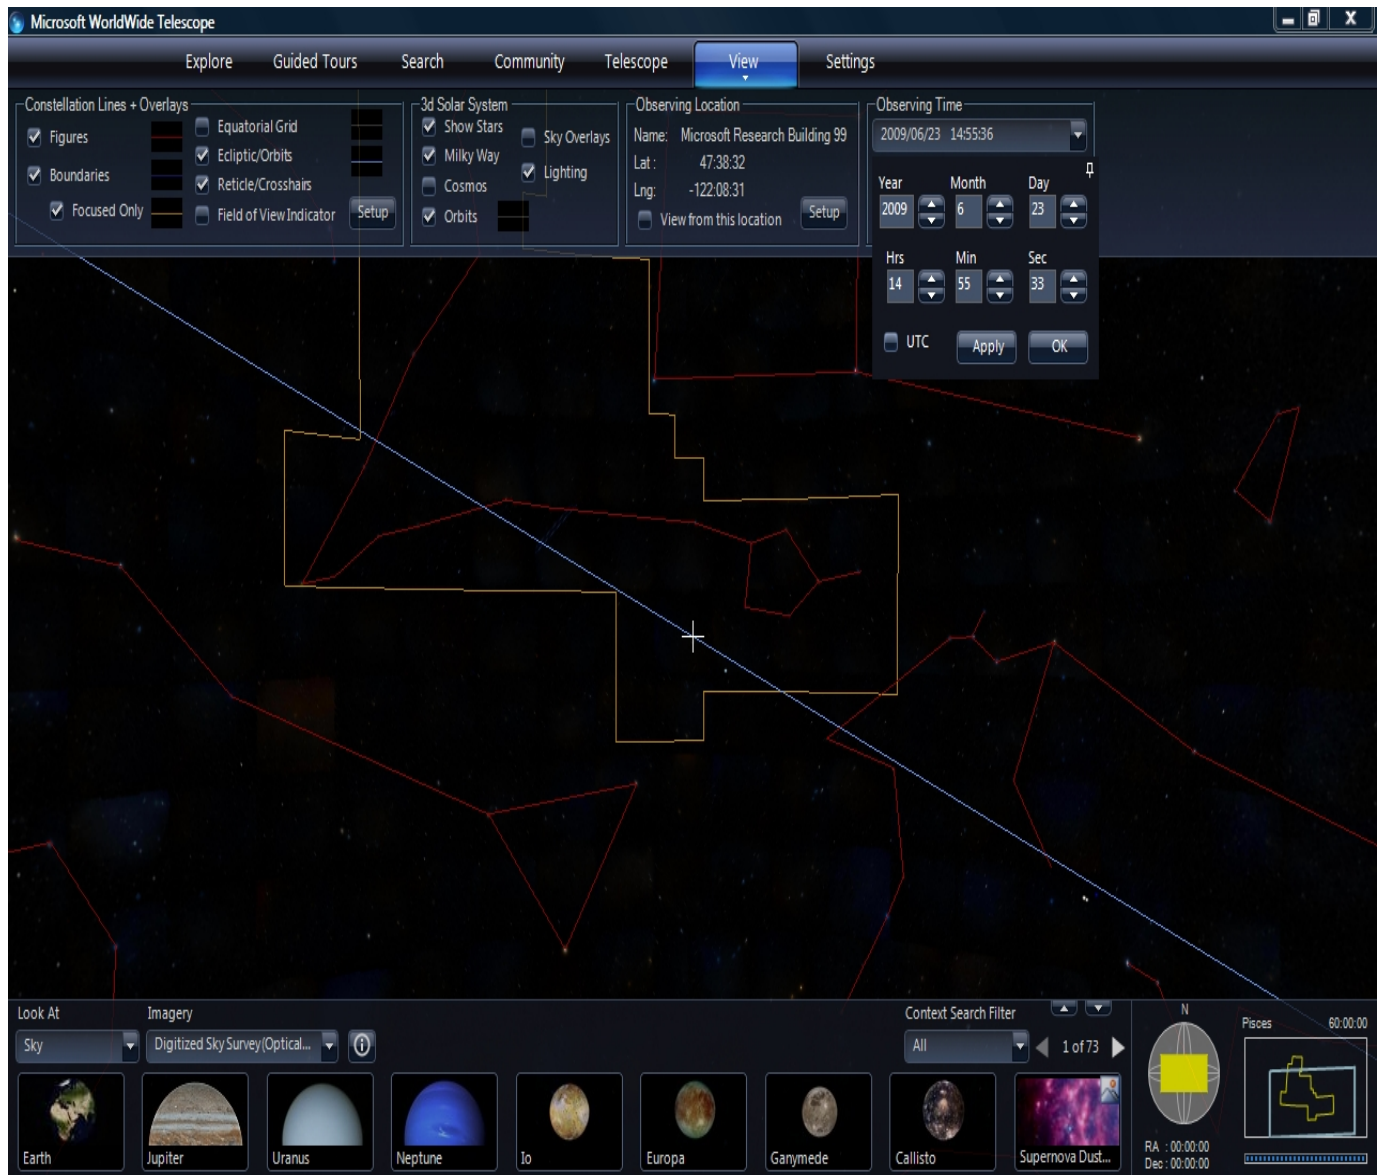 Microsoft WorldWide Telescope
Explore Guided Tours Search Community Telescope View Settings
Constellation Lines + Overlays
Figures
Boundaries
Focused Only
Equatorial Grid
Ecliptic/Orbits
Reticle/Crosshairs
Field of View Indicator
Setup
3d Solar System
Show Stars
Milky Way
Cosmos
Orbits
Sky Overlays
Lighting
Observing Location
Name: Microsoft Research Building 99
Lat : 47:38:32
Lng: -122:08:31
View from this location
Setup
Observing Time
2009/06/23 14:55:36
Year Month Day
2009 6 23
Hrs Min Sec
14 55 33
UTC Apply OK
Look At
Sky
Imagery
Digitized Sky Survey (Optical...
Context Search Filter
All
1 of 73
N
RA : 00:00:00
Dec : 00:00:00
Pisces 60:00:00
Earth Jupiter Uranus Neptune Io Europa Ganymede Callisto Supernova Dust...